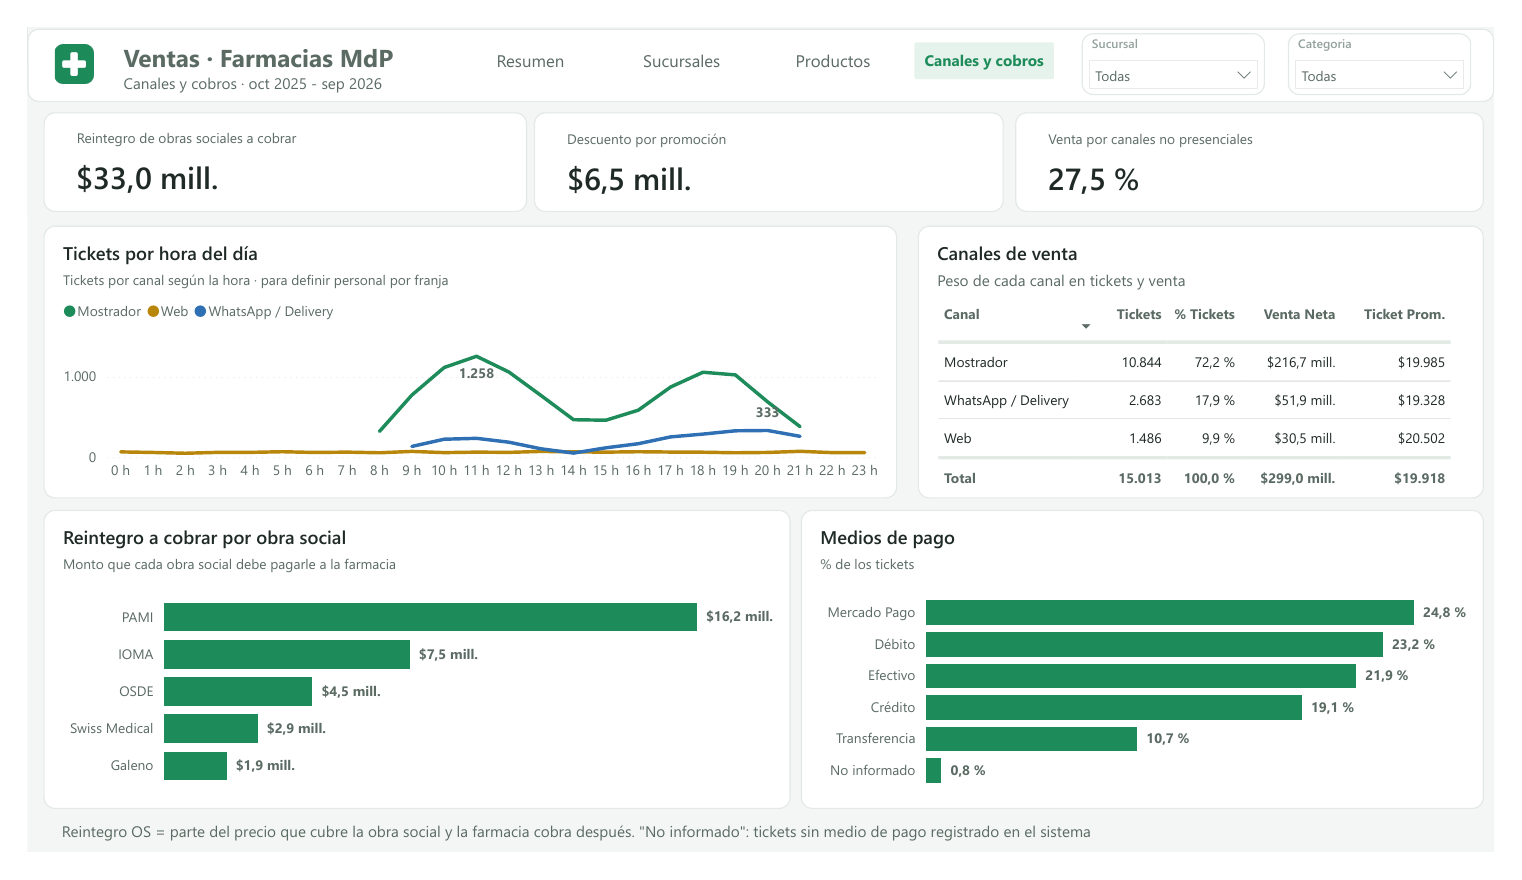 Ventas · Farmacias MdP
Canales y cobros · oct 2025 - sep 2026
Resumen
Sucursales
Productos
Canales y cobros
Sucursal
Todas
Categoria
Todas
Reintegro de obras sociales a cobrar
$33,0 mill.
Descuento por promoción
$6,5 mill.
Venta por canales no presenciales
27,5 %
Tickets por hora del día
Tickets por canal según la hora · para definir personal por franja
Mostrador Web WhatsApp / Delivery
1.000
0
1.258
333
0 h 1 h 2 h 3 h 4 h 5 h 6 h 7 h 8 h 9 h 10 h 11 h 12 h 13 h 14 h 15 h 16 h 17 h 18 h 19 h 20 h 21 h 22 h 23 h
Canales de venta
Peso de cada canal en tickets y venta
Canal Tickets % Tickets Venta Neta Ticket Prom.
Mostrador 10.844 72,2 % $216,7 mill. $19.985
WhatsApp / Delivery 2.683 17,9 % $51,9 mill. $19.328
Web 1.486 9,9 % $30,5 mill. $20.502
Total 15.013 100,0 % $299,0 mill. $19.918
Reintegro a cobrar por obra social
Monto que cada obra social debe pagarle a la farmacia
PAMI $16,2 mill.
IOMA $7,5 mill.
OSDE $4,5 mill.
Swiss Medical $2,9 mill.
Galeno $1,9 mill.
Medios de pago
% de los tickets
Mercado Pago 24,8 %
Débito 23,2 %
Efectivo 21,9 %
Crédito 19,1 %
Transferencia 10,7 %
No informado 0,8 %
Reintegro OS = parte del precio que cubre la obra social y la farmacia cobra después. "No informado": tickets sin medio de pago registrado en el sistema